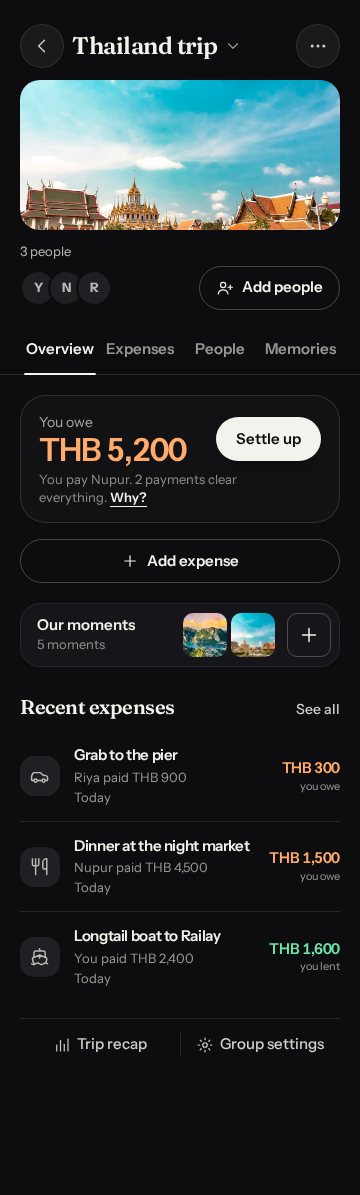 Thailand trip
3 people
Y N R
Add people
Overview Expenses People Memories
You owe
THB 5,200
Settle up
You pay Nupur. 2 payments clear
everything. Why?
Add expense
Our moments
5 moments
Recent expenses
See all
Grab to the pier
Riya paid THB 900
Today
THB 300
you owe
Dinner at the night market
Nupur paid THB 4,500
Today
THB 1,500
you owe
Longtail boat to Railay
You paid THB 2,400
Today
THB 1,600
you lent
Trip recap
Group settings